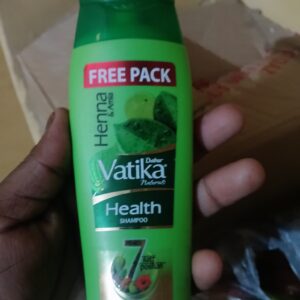 FREE PACK
Henna
& Amla
Dabur
Vatika
Naturals
Health
SHAMPOO
7